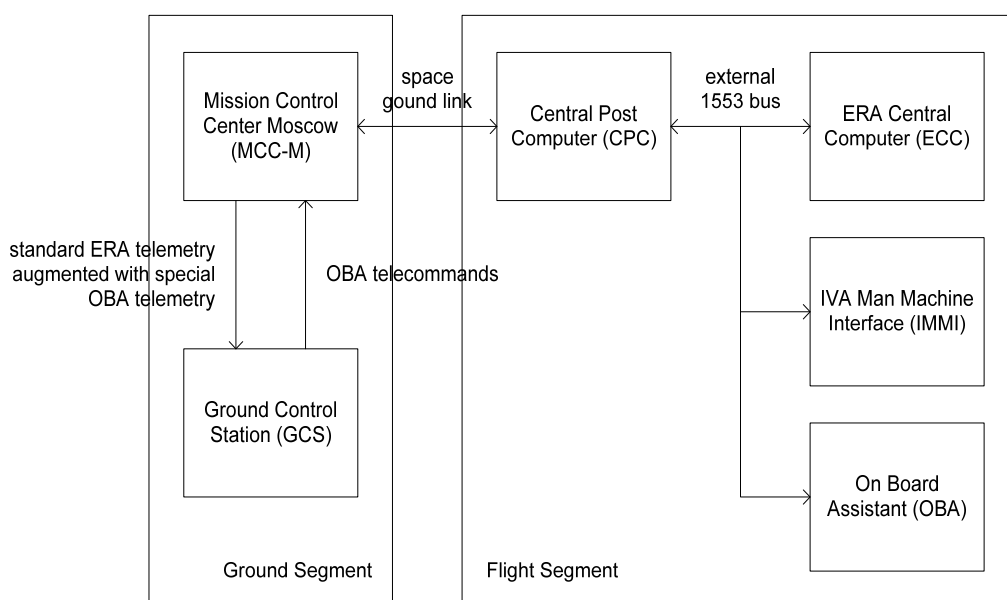 Mission Control
Center Moscow
(MCC-M)
space
gound link
Central Post
Computer (CPC)
external
1553 bus
ERA Central
Computer (ECC)
standard ERA telemetry
augmented with special
OBA telemetry
OBA telecommands
IVA Man Machine
Interface (IMMI)
Ground Control
Station (GCS)
On Board
Assistant (OBA)
Ground Segment
Flight Segment